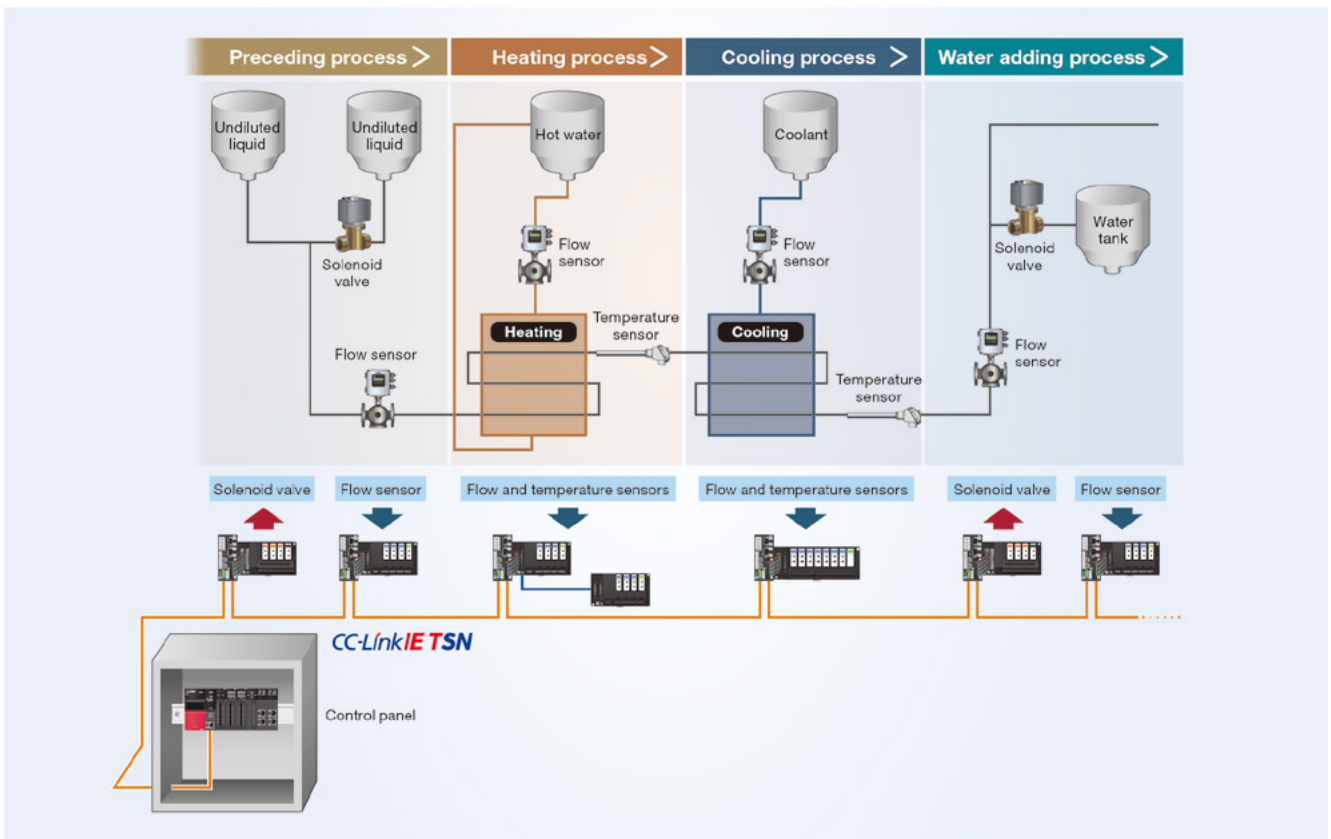 Preceding process >
Heating process >
Cooling process >
Water adding process >
Undiluted
liquid
Undiluted
liquid
Solenoid
valve
Flow sensor
Hot water
Flow
sensor
Heating
Temperature
sensor
Coolant
Flow
sensor
Cooling
Temperature
sensor
Solenoid
valve
Water
tank
Flow
sensor
Solenoid valve
Flow sensor
Flow and temperature sensors
Flow and temperature sensors
Solenoid valve
Flow sensor
CC-Link IE TSN
Control panel